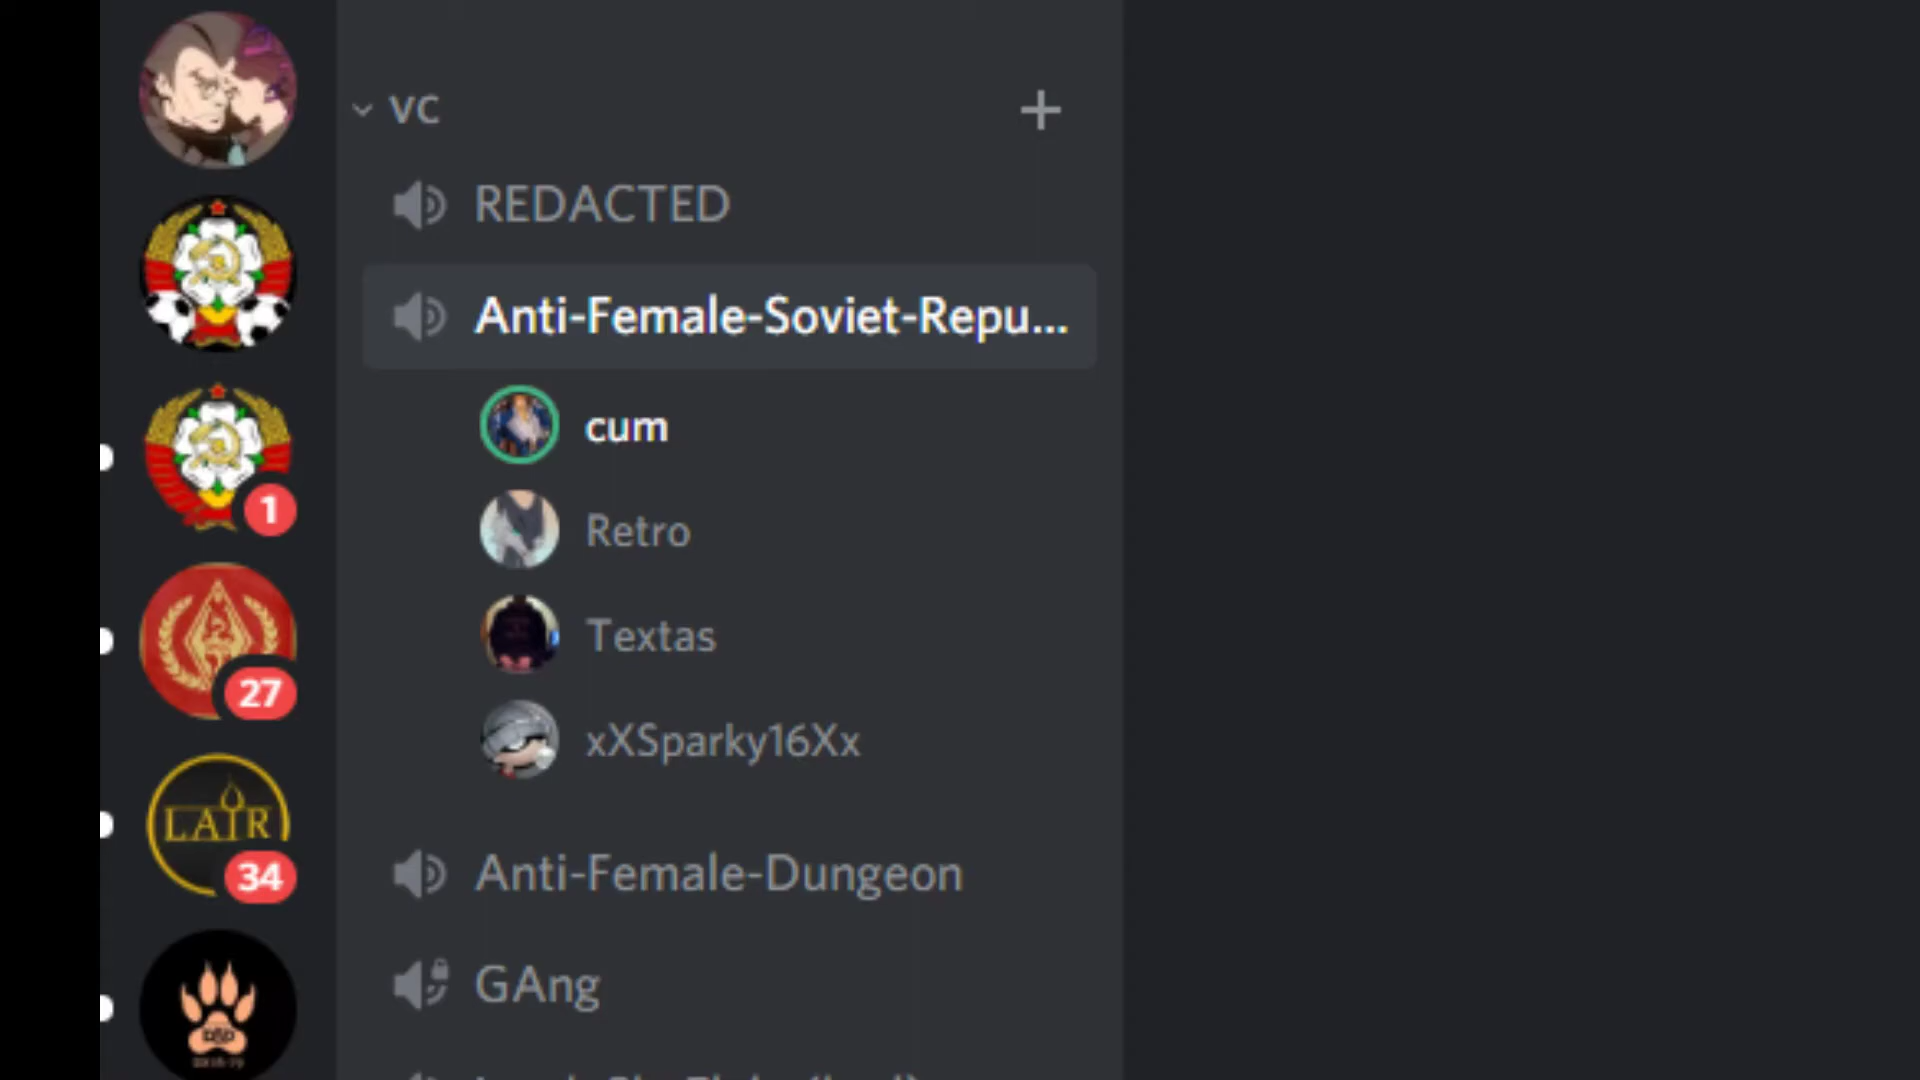 VC
REDACTED
Anti-Female-Soviet-Repu...
cum
Retro
1
Textas
27
xXSparky16Xx
LAIR
34
Anti-Female-Dungeon
GAng